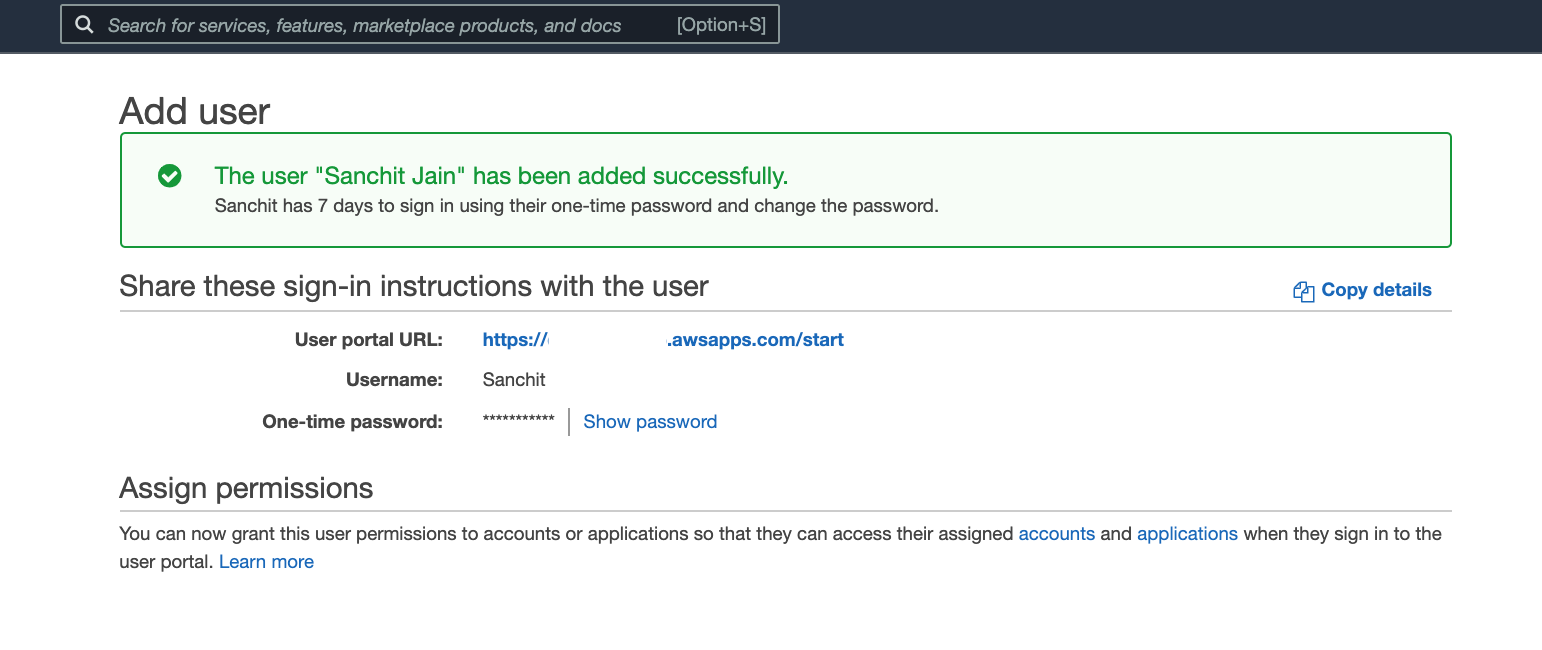 Search for services, features, marketplace products, and docs [Option+S]
Add user
The user "Sanchit Jain" has been added successfully.
Sanchit has 7 days to sign in using their one-time password and change the password.
Share these sign-in instructions with the user
Copy details
User portal URL: https:// .awsapps.com/start
Username: Sanchit
One-time password: *********** Show password
Assign permissions
You can now grant this user permissions to accounts or applications so that they can access their assigned accounts and applications when they sign in to the
user portal. Learn more